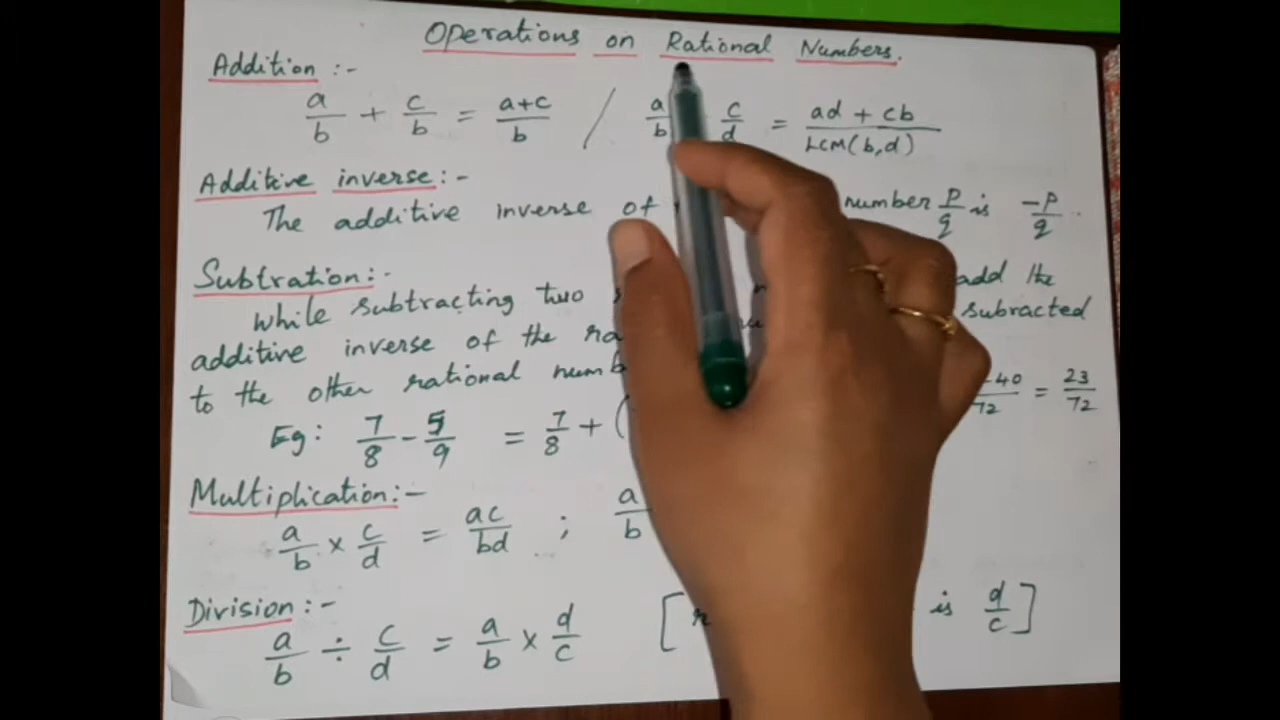 Operations on Rational Numbers.
Addition :-
a/b + c/b = a+c/b / a/b c/d = ad + cb/LCM(b,d)
Additive inverse :-
The additive inverse of number p/q is -p/q .
Subtration :-
While subtracting two add the
additive inverse of the subracted
to the other rational
Eg: 7/8 - 5/9 = 7/8 + ( -40/72 = 23/72
Multiplication :-
a/b × c/d = ac/bd ; a/b
Division :-
a/b ÷ c/d = a/b × d/c [ is d/c ]